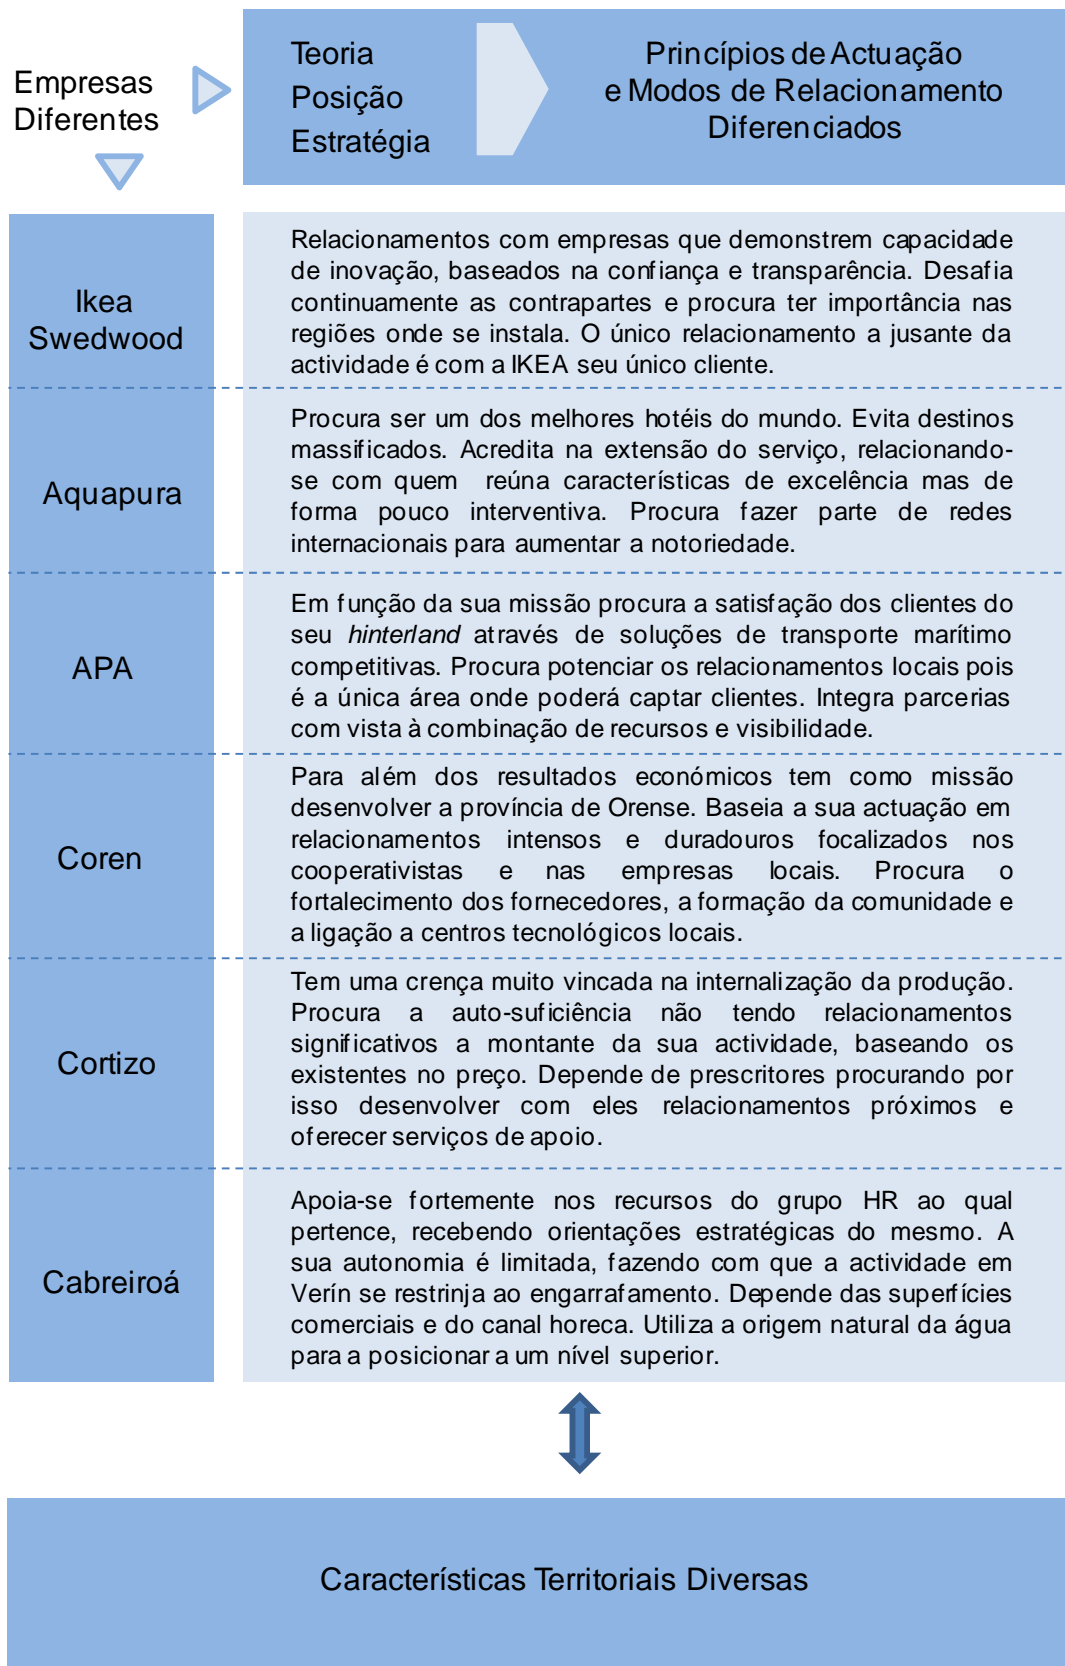 Empresas
Diferentes
Teoria
Posição
Estratégia
Princípios de Actuação
e Modos de Relacionamento
Diferenciados
Ikea
Swedwood
Relacionamentos com empresas que demonstrem capacidade
de inovação, baseados na confiança e transparência. Desafia
continuamente as contrapartes e procura ter importância nas
regiões onde se instala. O único relacionamento a jusante da
actividade é com a IKEA seu único cliente.
Aquapura
Procura ser um dos melhores hotéis do mundo. Evita destinos
massificados. Acredita na extensão do serviço, relacionando-
se com quem reúna características de excelência mas de
forma pouco interventiva. Procura fazer parte de redes
internacionais para aumentar a notoriedade.
APA
Em função da sua missão procura a satisfação dos clientes do
seu hinterland através de soluções de transporte marítimo
competitivas. Procura potenciar os relacionamentos locais pois
é a única área onde poderá captar clientes. Integra parcerias
com vista à combinação de recursos e visibilidade.
Coren
Para além dos resultados económicos tem como missão
desenvolver a província de Orense. Baseia a sua actuação em
relacionamentos intensos e duradouros focalizados nos
cooperativistas e nas empresas locais. Procura o
fortalecimento dos fornecedores, a formação da comunidade e
a ligação a centros tecnológicos locais.
Cortizo
Tem uma crença muito vincada na internalização da produção.
Procura a auto-suficiência não tendo relacionamentos
significativos a montante da sua actividade, baseando os
existentes no preço. Depende de prescritores procurando por
isso desenvolver com eles relacionamentos próximos e
oferecer serviços de apoio.
Cabreiroá
Apoia-se fortemente nos recursos do grupo HR ao qual
pertence, recebendo orientações estratégicas do mesmo. A
sua autonomia é limitada, fazendo com que a actividade em
Verín se restrinja ao engarrafamento. Depende das superfícies
comerciais e do canal horeca. Utiliza a origem natural da água
para a posicionar a um nível superior.
Características Territoriais Diversas